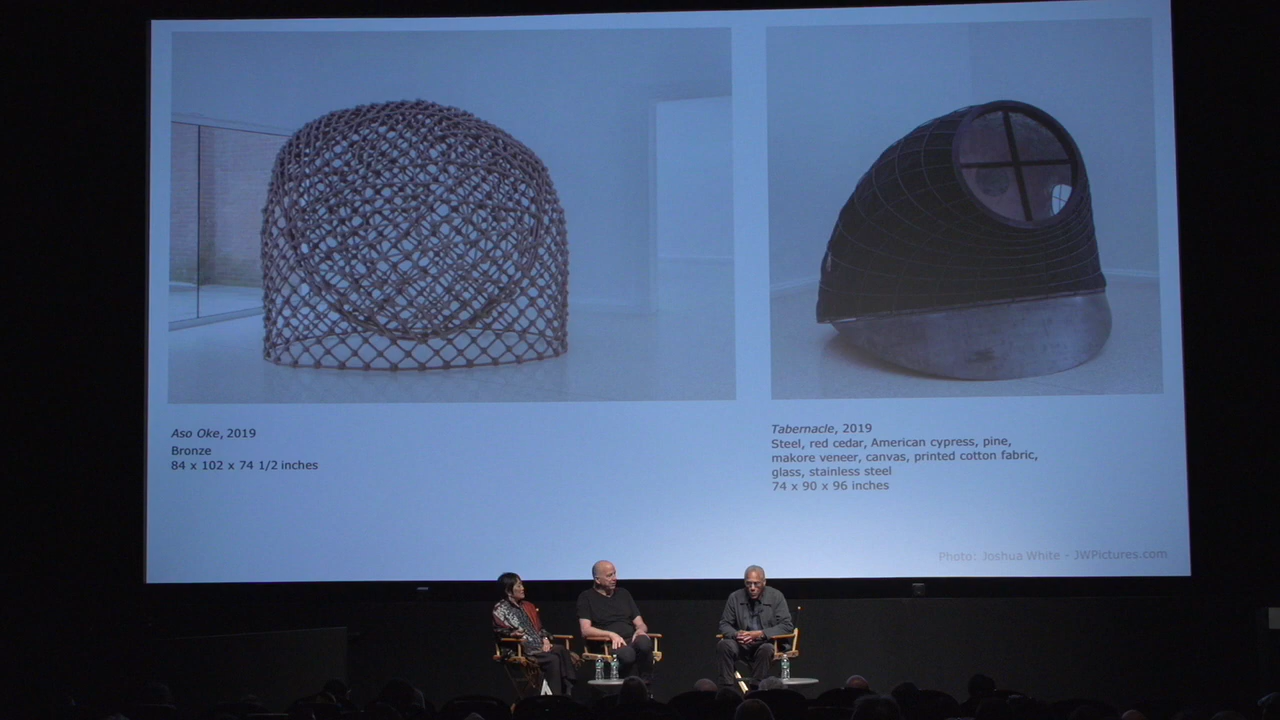 Aso Oke, 2019
Bronze
84 x 102 x 74 1/2 inches
Tabernacle, 2019
Steel, red cedar, American cypress, pine,
makore veneer, canvas, printed cotton fabric,
glass, stainless steel
74 x 90 x 96 inches
Photo: Joshua White - JWPictures.com